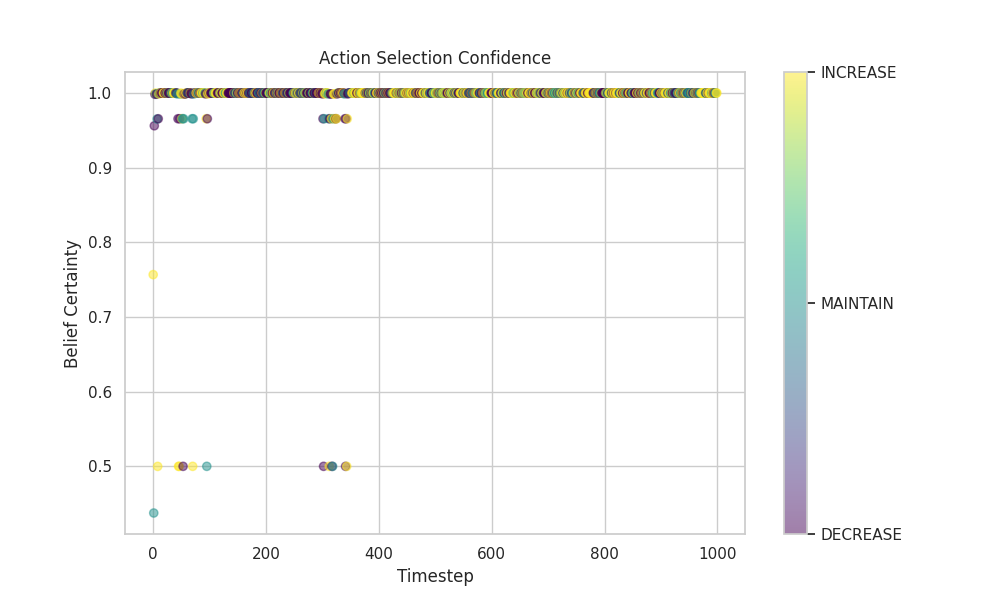 Action Selection Confidence
INCREASE
1.0
0.9
0.8
Belief Certainty
MAINTAIN
0.7
0.6
0.5
DECREASE
0
200
400
600
800
1000
Timestep